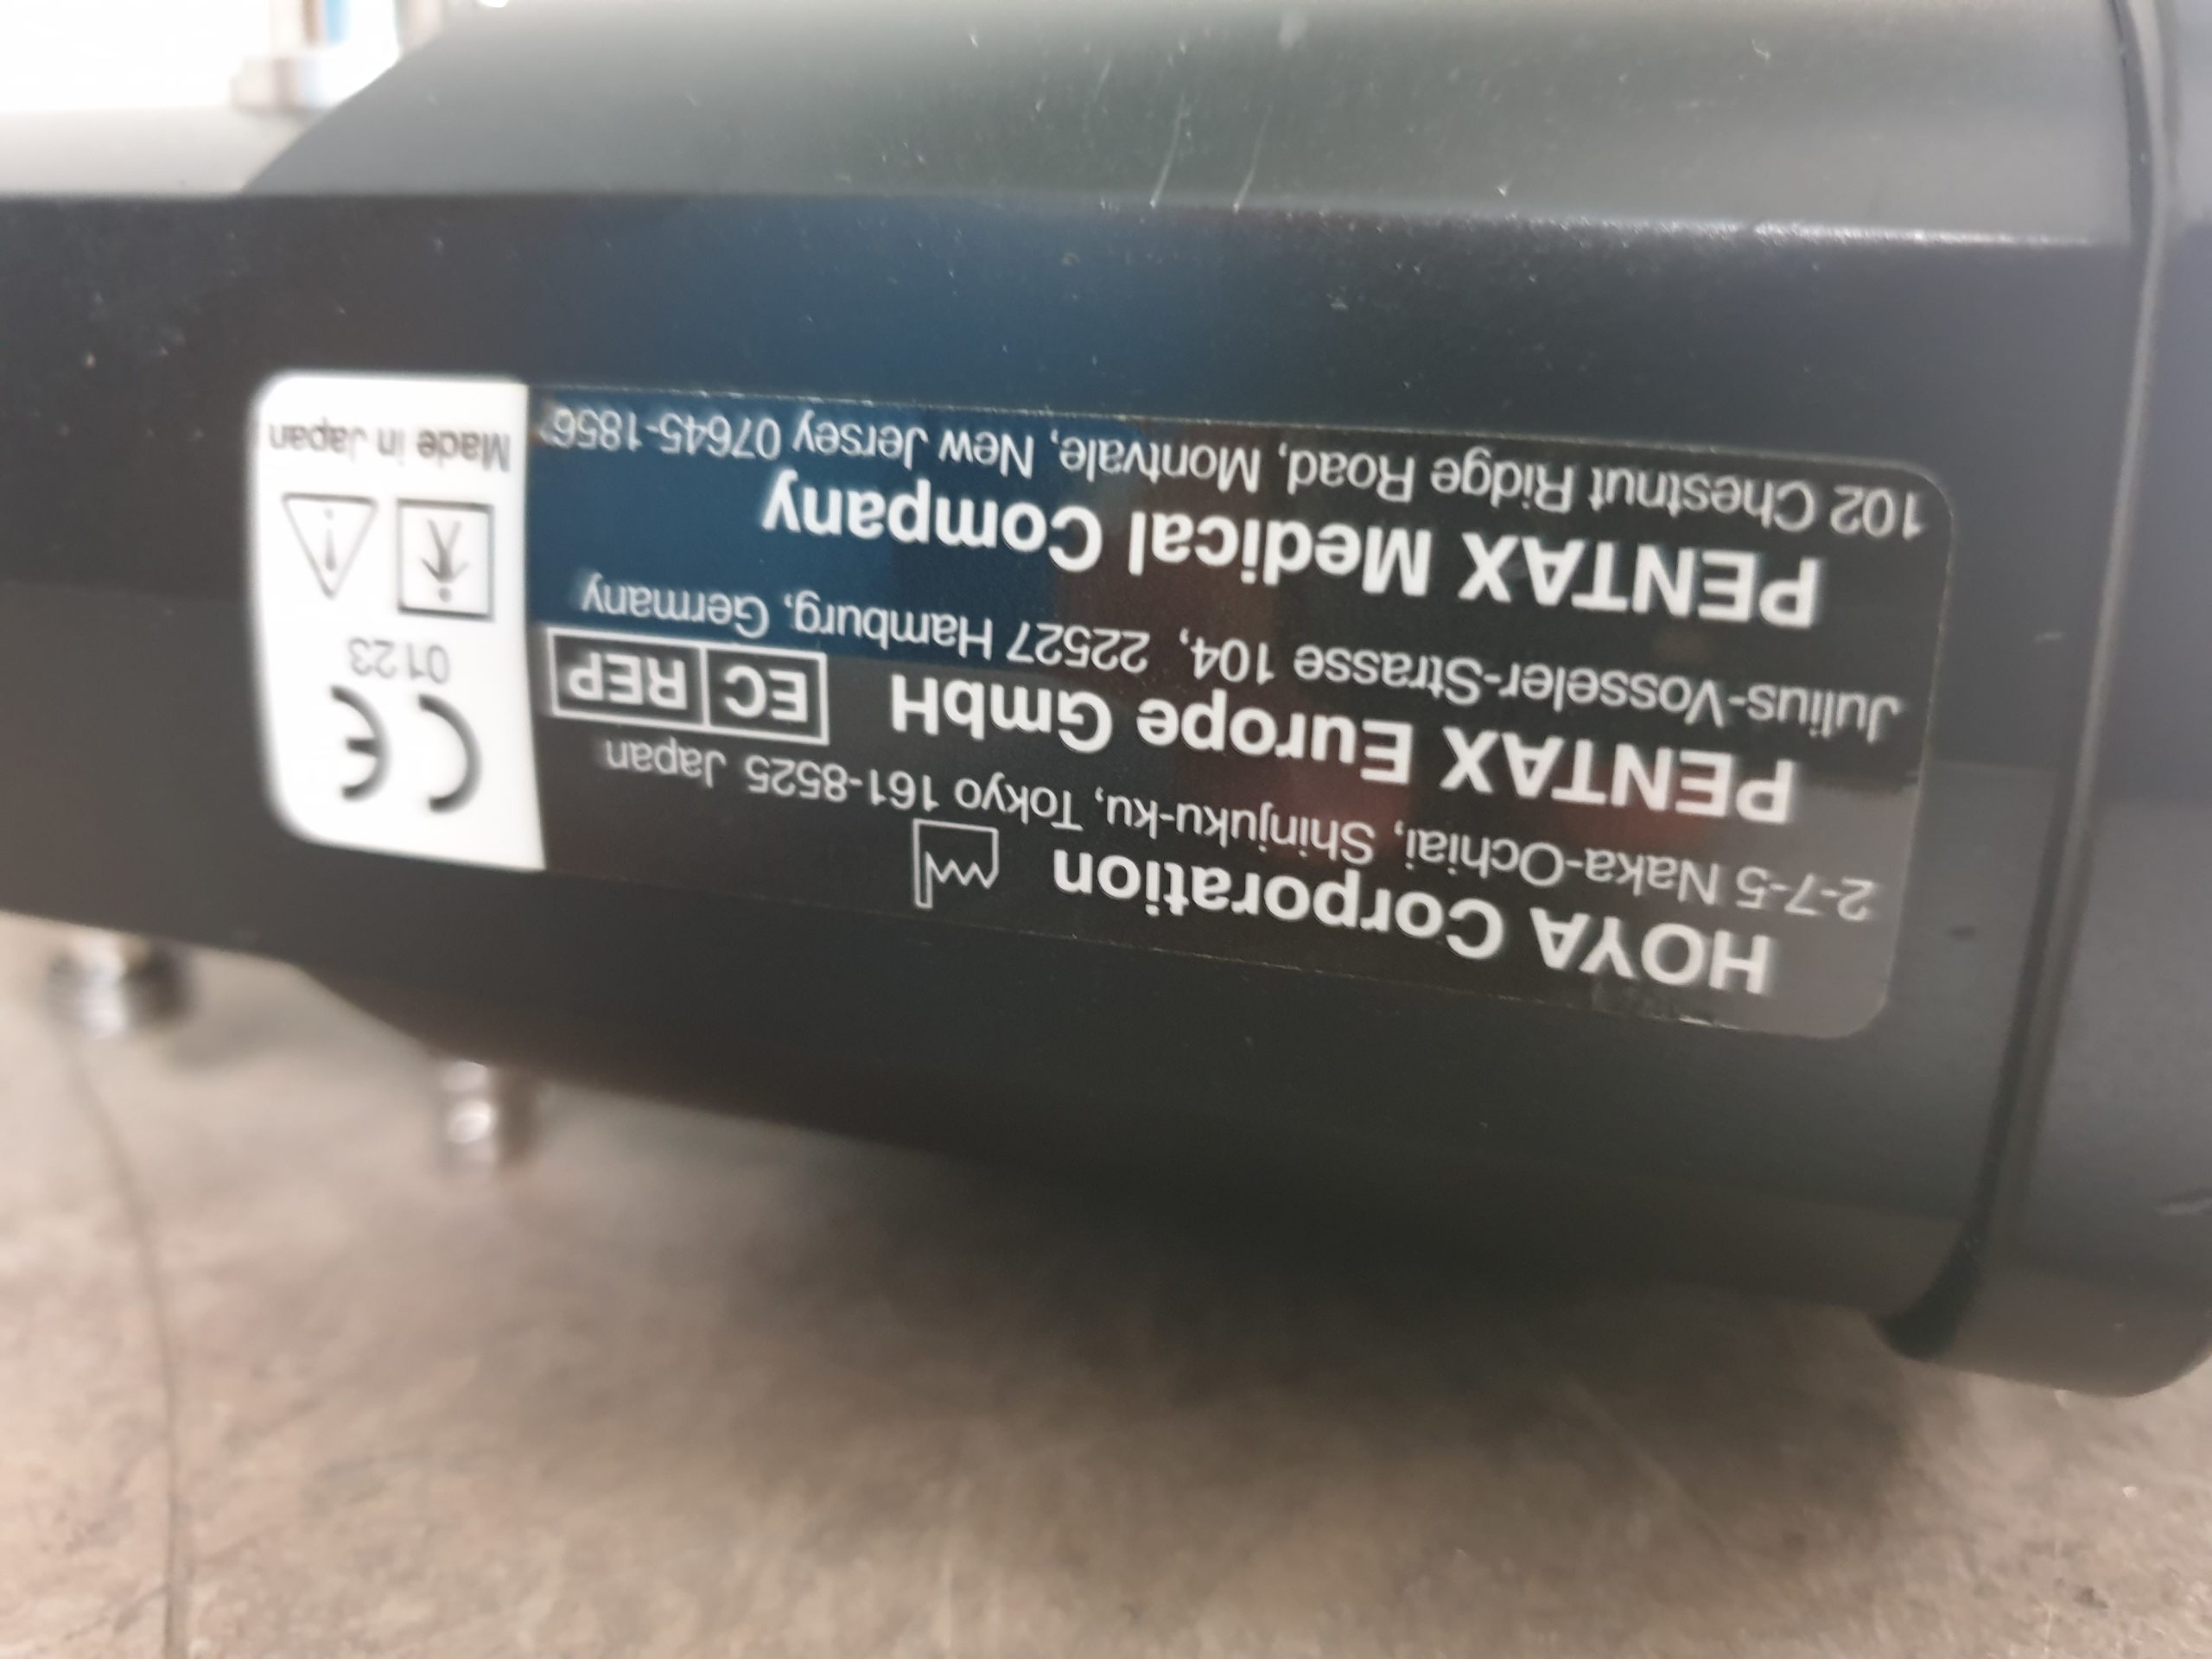 HOYA Corporation
2-7-5 Naka-Ochiai, Shinjuku-ku, Tokyo 161-8525 Japan
PENTAX Europe GmbH EC REP
Julius-Vosseler-Strasse 104, 22527 Hamburg, Germany
PENTAX Medical Company
102 Chestnut Ridge Road, Montvale, New Jersey 07645-1856
CE
0123
Made in Japan